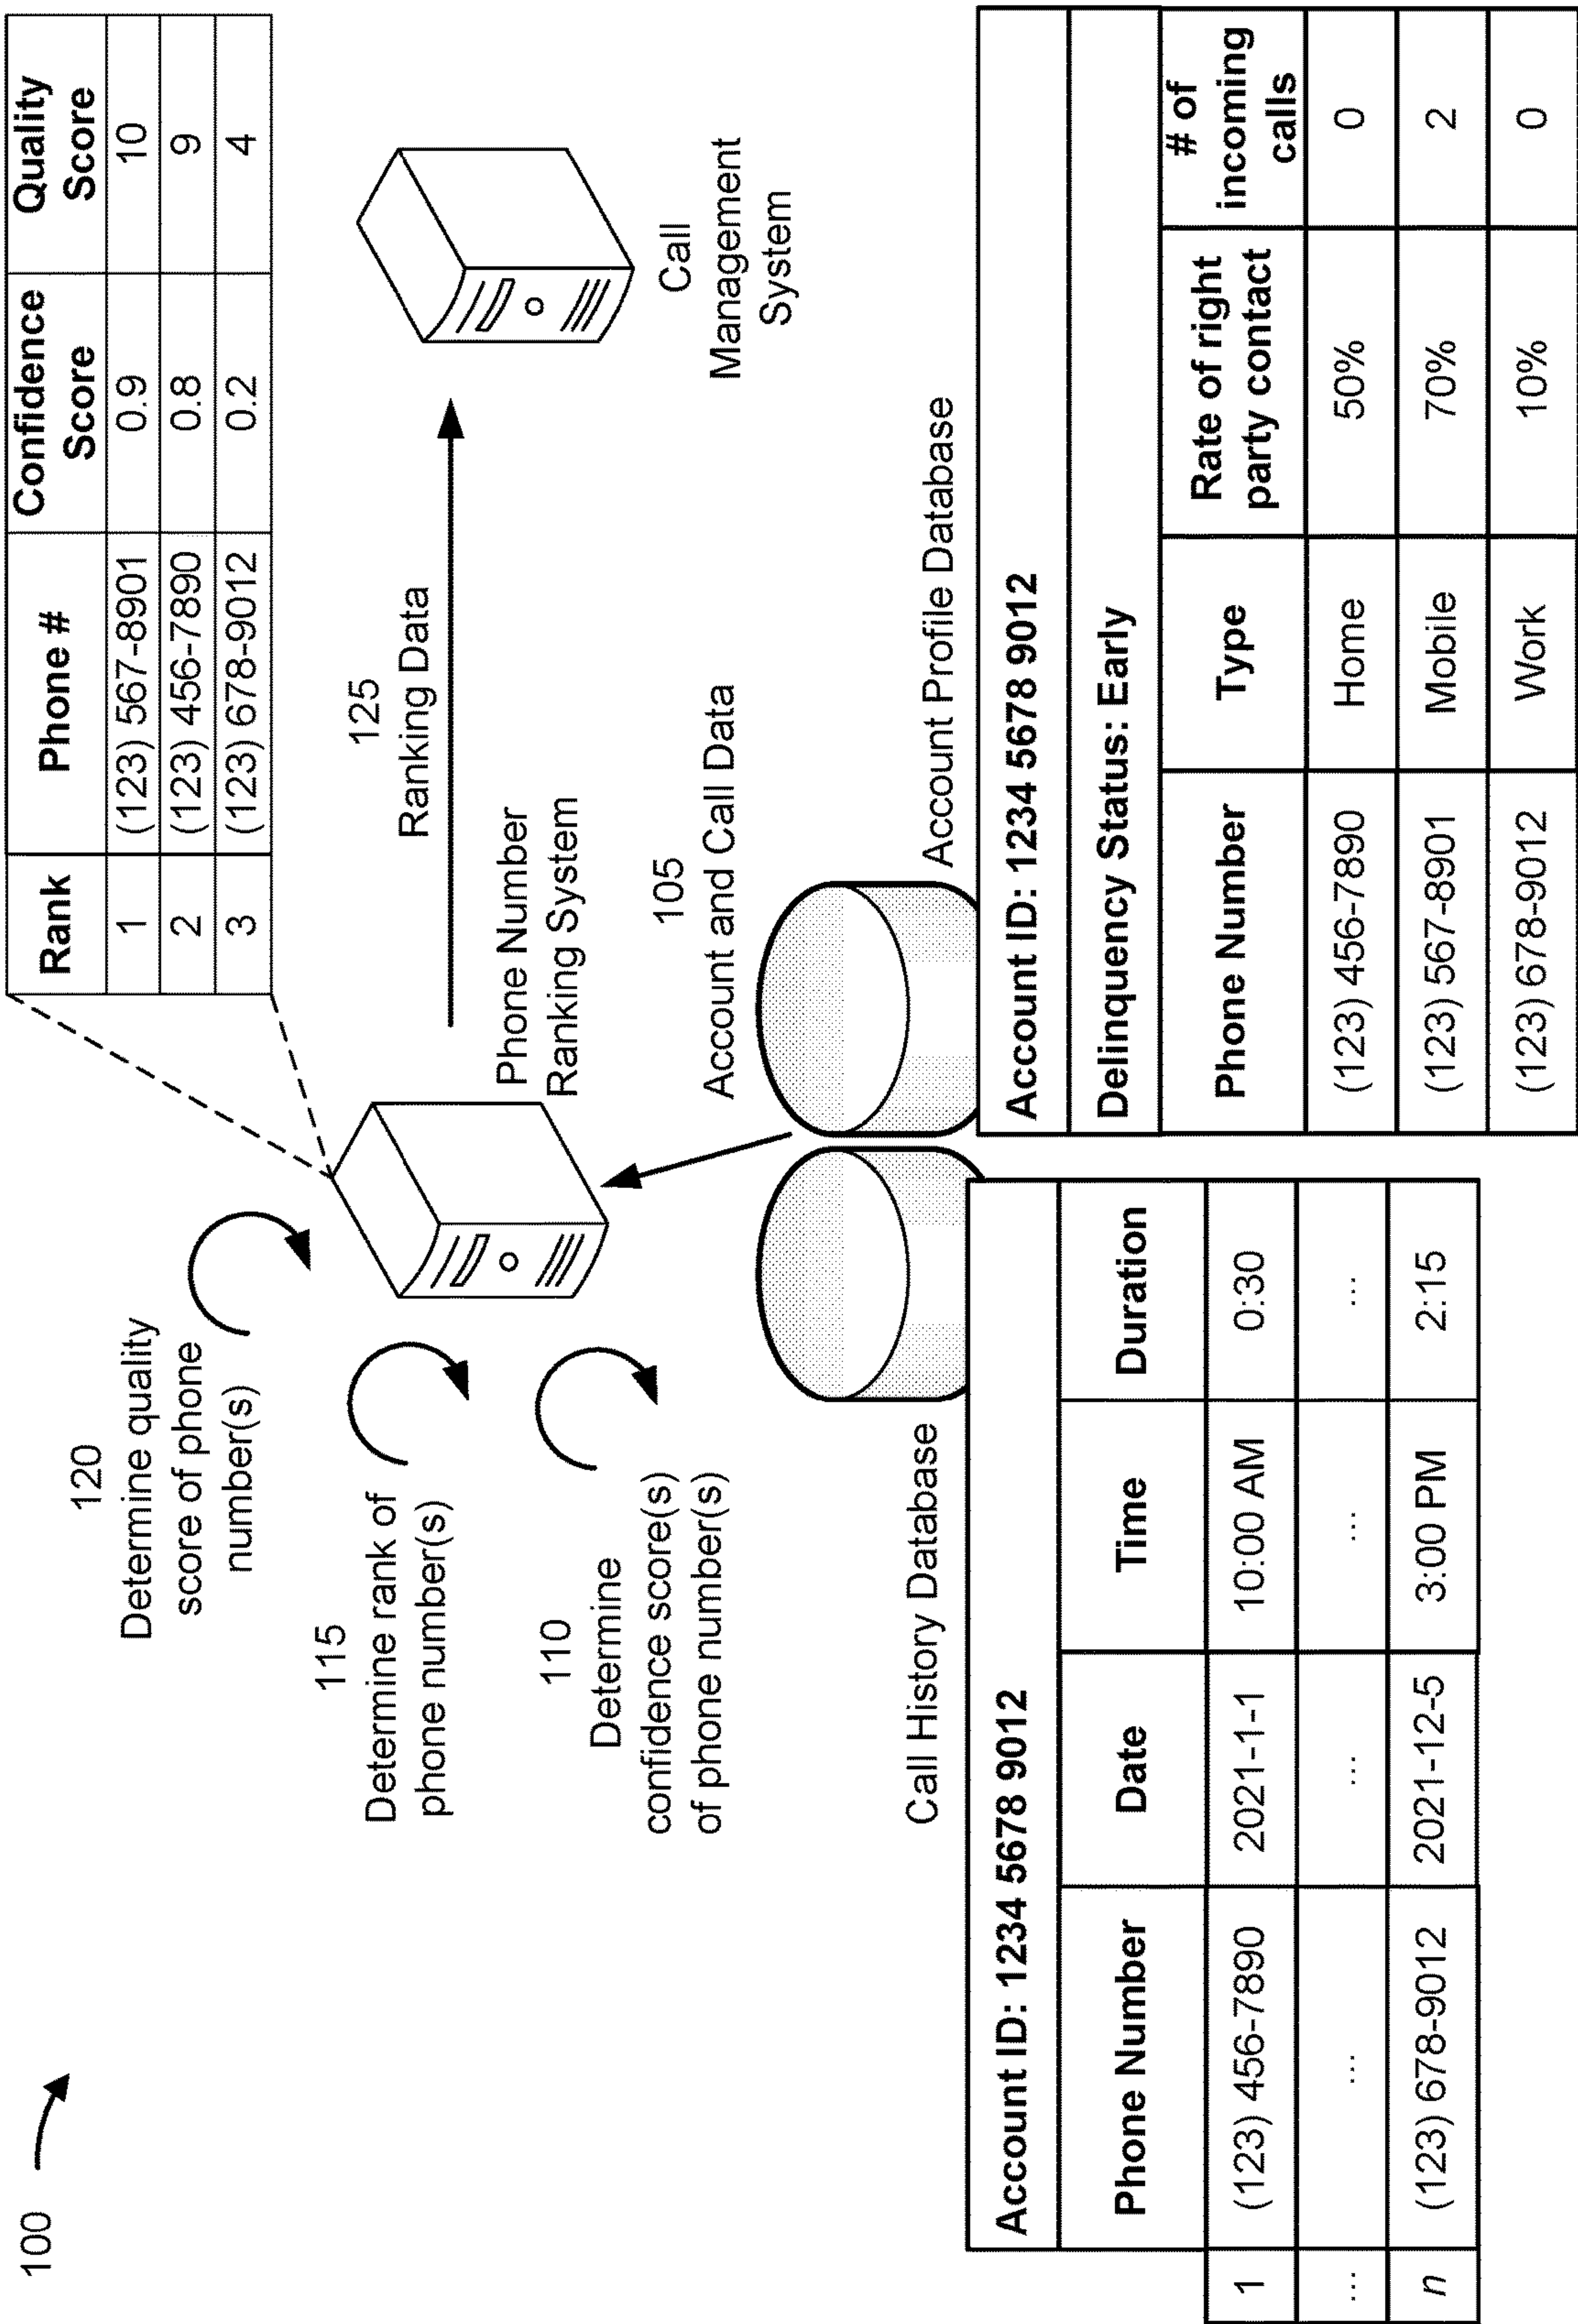 100
120
Determine quality
score of phone
number(s)
115
Determine rank of
phone number(s)
110
Determine
confidence score(s)
of phone number(s)
Rank Phone # Confidence Score Quality Score
1 (123) 567-8901 0.9 10
2 (123) 456-7890 0.8 9
3 (123) 678-9012 0.2 4
125
Ranking Data
Phone Number
Ranking System
Call
Management
System
105
Account and Call Data
Call History Database
Account ID: 1234 5678 9012
Phone Number Date Time Duration
1 (123) 456-7890 2021-1-1 10:00 AM 0:30
... ... ... ... ...
n (123) 678-9012 2021-12-5 3:00 PM 2:15
Account Profile Database
Account ID: 1234 5678 9012
Delinquency Status: Early
Phone Number Type Rate of right party contact # of incoming calls
(123) 456-7890 Home 50% 0
(123) 567-8901 Mobile 70% 2
(123) 678-9012 Work 10% 0